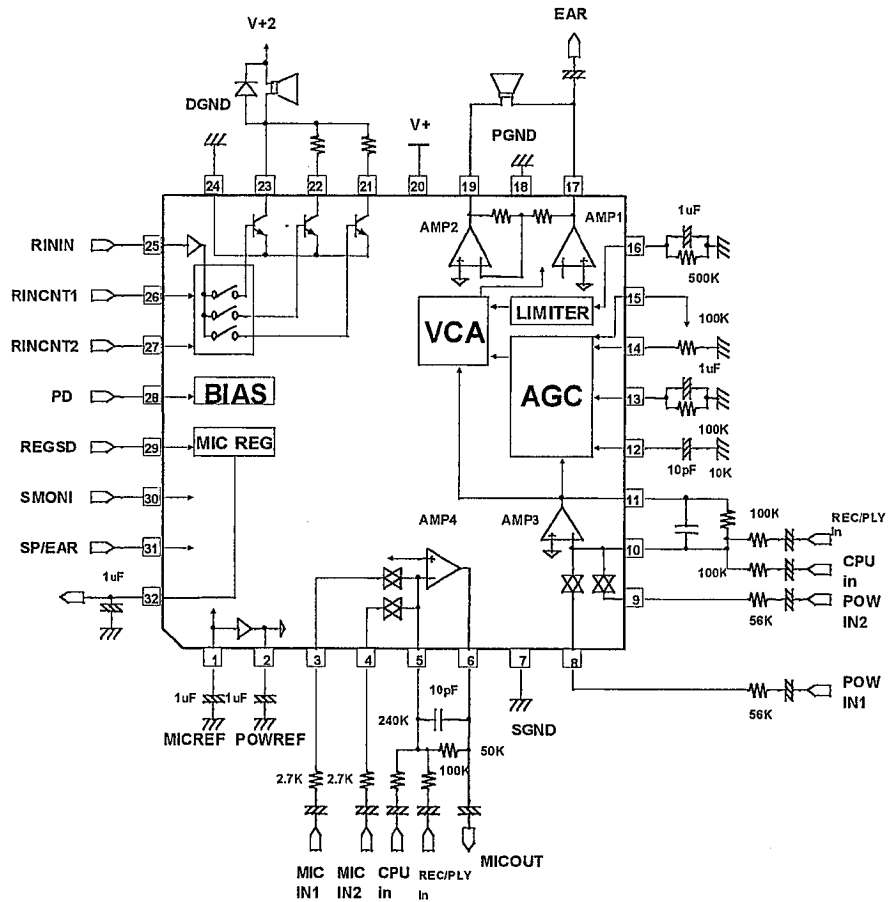 EAR
V+2
DGND
V+
PGND
24
23
22
21
20
19
18
17
AMP2
AMP1
RININ
25
16
1uF
500K
RINCNT1
26
15
LIMITER
VCA
100K
RINCNT2
27
14
1uF
PD
28
BIAS
AGC
13
100K
REGSD
29
MIC REG
12
10pF
10K
SMONI
30
11
AMP4
AMP3
100K
REC/PLY
in
SP/EAR
31
10
100K
CPU
in
1uF
32
9
56K
POW
IN2
1
2
3
4
5
6
7
8
1uF
1uF
10pF
SGND
56K
POW
IN1
MICREF
POWREF
240K
50K
100K
2.7K
2.7K
MICOUT
MIC
IN1
MIC
IN2
CPU
in
REC/PLY
In